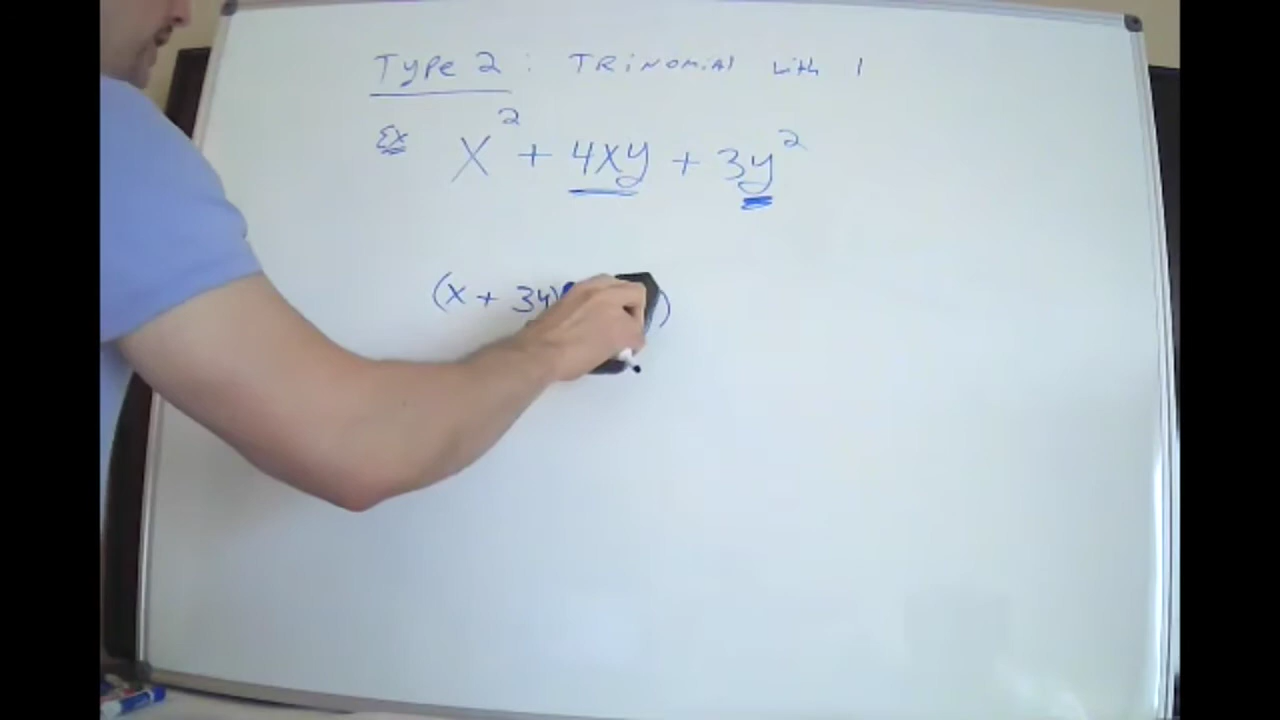 Type 2 : TRiNOMiAl with 1
Ex x² + 4xy + 3y²
(x + 3y) )